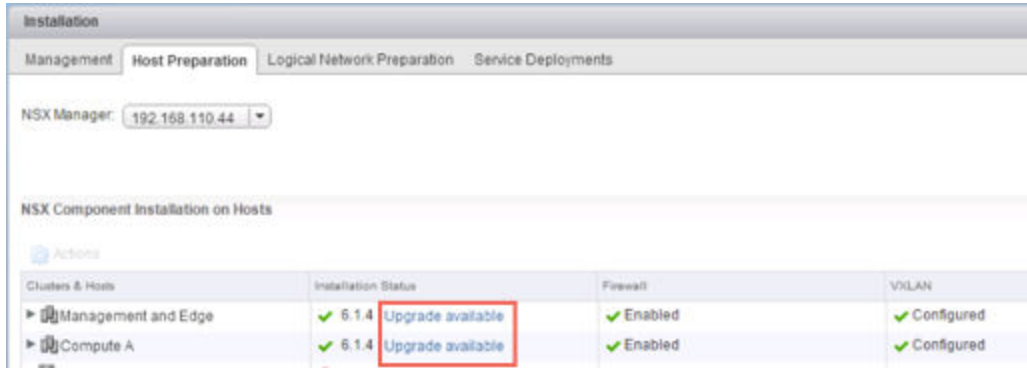 Installation
Management Host Preparation Logical Network Preparation Service Deployments
NSX Manager: 192.168.110.44
NSX Component Installation on Hosts
Actions
Clusters & Hosts Installation Status Firewall VXLAN
Management and Edge 6.1.4 Upgrade available Enabled Configured
Compute A 6.1.4 Upgrade available Enabled Configured